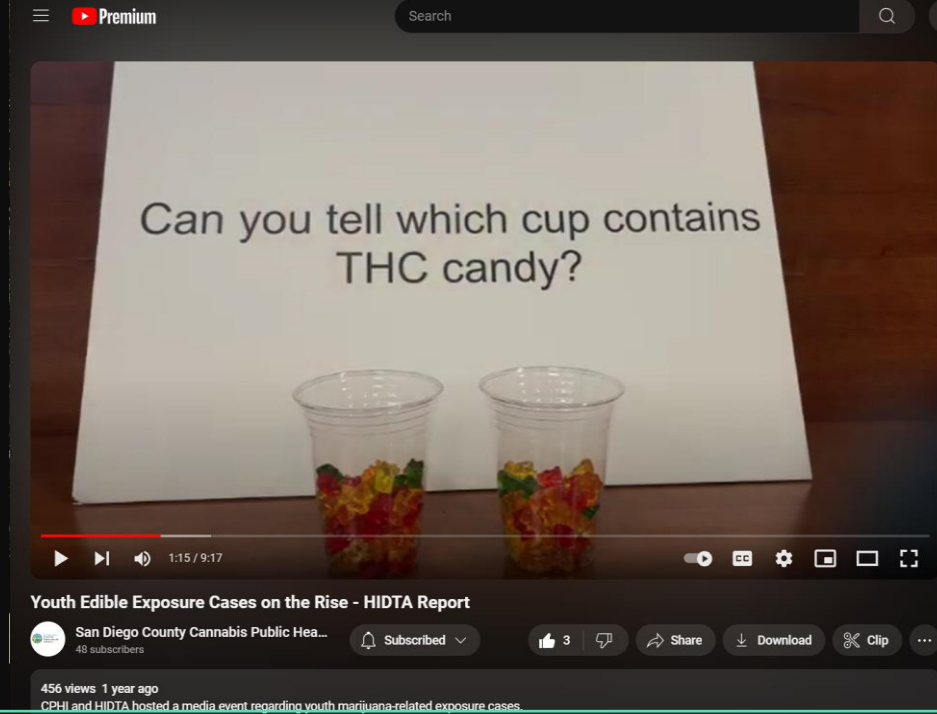 Premium
Search
Can you tell which cup contains
THC candy?
1:15 / 9:17
CC
Youth Edible Exposure Cases on the Rise - HIDTA Report
San Diego County Cannabis Public Hea...
48 subscribers
Subscribed
3
Share
Download
Clip
456 views 1 year ago
CPHI and HIDTA hosted a media event regarding youth marijuana-related exposure cases.